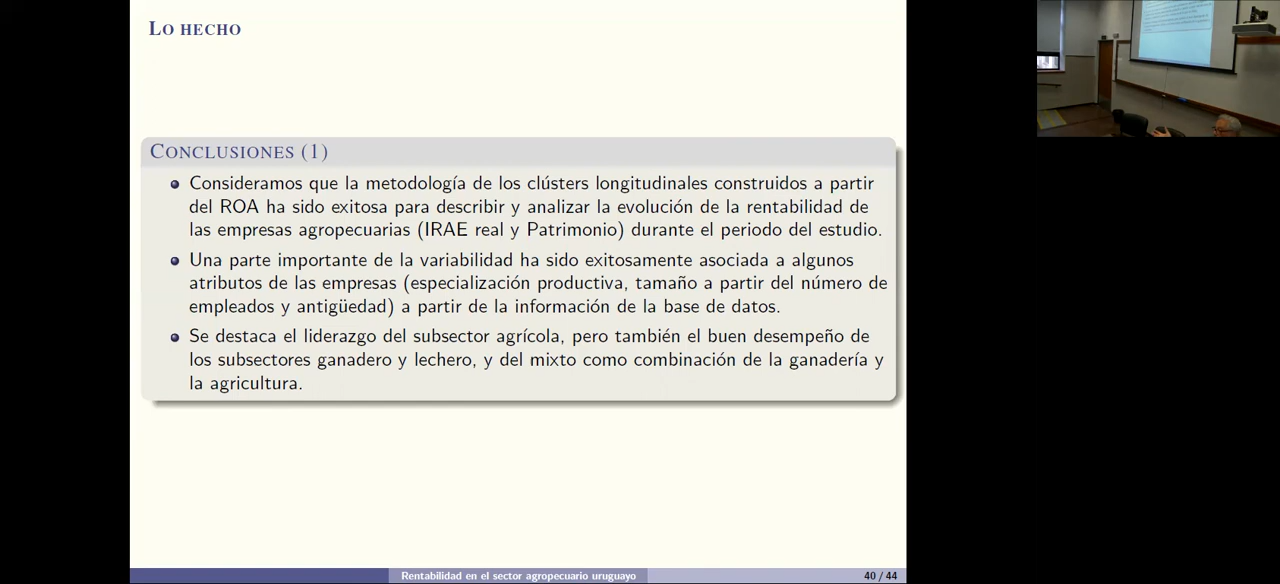 Lo hecho
Conclusiones (1)
Consideramos que la metodología de los clústers longitudinales construidos a partir
del ROA ha sido exitosa para describir y analizar la evolución de la rentabilidad de
las empresas agropecuarias (IRAE real y Patrimonio) durante el periodo del estudio.
Una parte importante de la variabilidad ha sido exitosamente asociada a algunos
atributos de las empresas (especialización productiva, tamaño a partir del número de
empleados y antigüedad) a partir de la información de la base de datos.
Se destaca el liderazgo del subsector agrícola, pero también el buen desempeño de
los subsectores ganadero y lechero, y del mixto como combinación de la ganadería y
la agricultura.
Rentabilidad en el sector agropecuario uruguayo
40 / 44